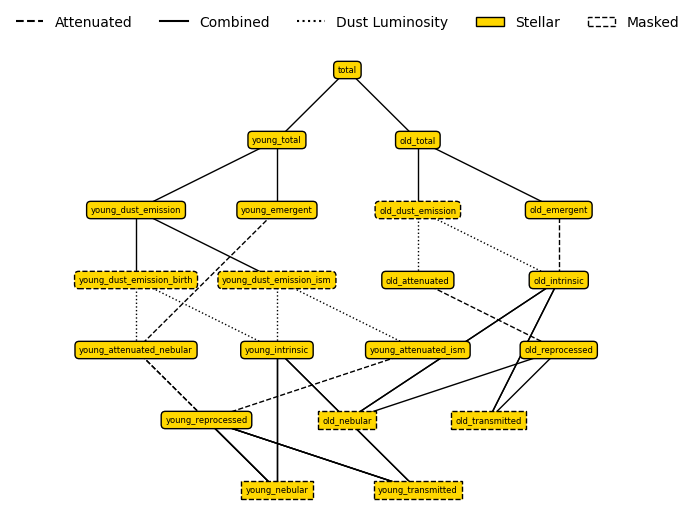 Attenuated Combined Dust Luminosity Stellar Masked
total
young_total old_total
young_dust_emission young_emergent old_dust_emission old_emergent
young_dust_emission_birth young_dust_emission_ism old_attenuated old_intrinsic
young_attenuated_nebular young_intrinsic young_attenuated_ism old_reprocessed
young_reprocessed old_nebular old_transmitted
young_nebular young_transmitted